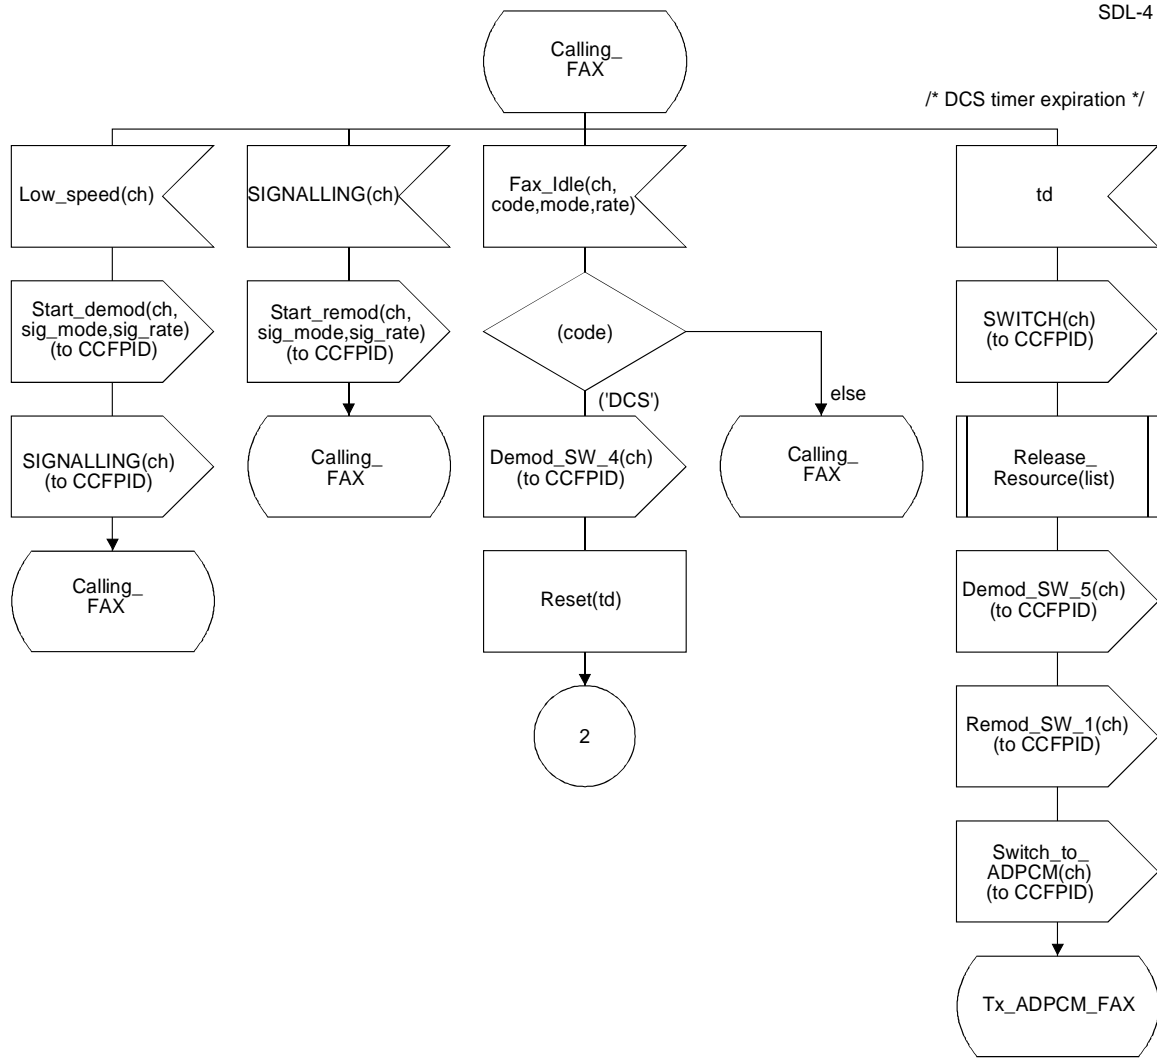 SDL-4
Calling_
FAX
/* DCS timer expiration */
Low_speed(ch)
SIGNALLING(ch)
Fax_Idle(ch,
code,mode,rate)
td
Start_demod(ch,
sig_mode,sig_rate)
(to CCFPID)
Start_remod(ch,
sig_mode,sig_rate)
(to CCFPID)
(code)
SWITCH(ch)
(to CCFPID)
('DCS')
else
SIGNALLING(ch)
(to CCFPID)
Calling_
FAX
Demod_SW_4(ch)
(to CCFPID)
Calling_
FAX
Release_
Resource(list)
Calling_
FAX
Reset(td)
Demod_SW_5(ch)
(to CCFPID)
2
Remod_SW_1(ch)
(to CCFPID)
Switch_to_
ADPCM(ch)
(to CCFPID)
Tx_ADPCM_FAX